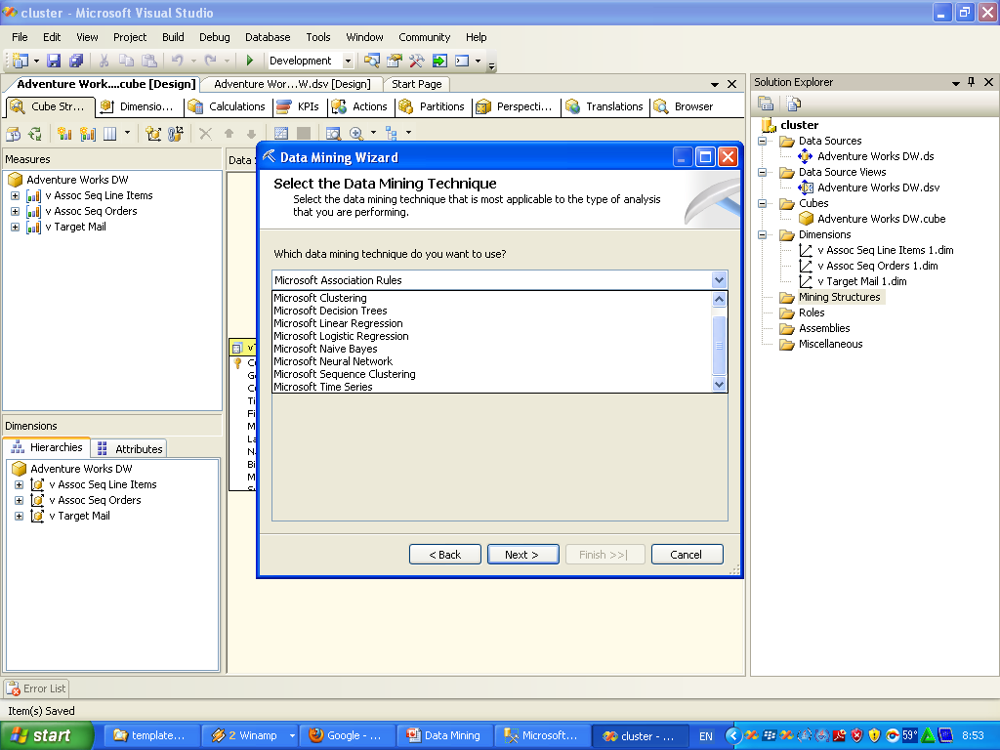 cluster - Microsoft Visual Studio
File Edit View Project Build Debug Database Tools Window Community Help
Development
Adventure Work....cube [Design] Adventure Wor...W.dsv [Design] Start Page
Cube Str... Dimensio... Calculations KPIs Actions Partitions Perspecti... Translations Browser
Measures
Adventure Works DW
v Assoc Seq Line Items
v Assoc Seq Orders
v Target Mail
Dimensions
Hierarchies Attributes
Adventure Works DW
v Assoc Seq Line Items
v Assoc Seq Orders
v Target Mail
Data
Data Mining Wizard
Select the Data Mining Technique
Select the data mining technique that is most applicable to the type of analysis
that you are performing.
Which data mining technique do you want to use?
Microsoft Association Rules
Microsoft Clustering
Microsoft Decision Trees
Microsoft Linear Regression
Microsoft Logistic Regression
Microsoft Naive Bayes
Microsoft Neural Network
Microsoft Sequence Clustering
Microsoft Time Series
< Back Next > Finish >>| Cancel
Solution Explorer
cluster
Data Sources
Adventure Works DW.ds
Data Source Views
Adventure Works DW.dsv
Cubes
Adventure Works DW.cube
Dimensions
v Assoc Seq Line Items 1.dim
v Assoc Seq Orders 1.dim
v Target Mail 1.dim
Mining Structures
Roles
Assemblies
Miscellaneous
Error List
Item(s) Saved
start template... 2 Winamp Google - ... Data Mining Microsoft... cluster - ... EN 59° 8:53